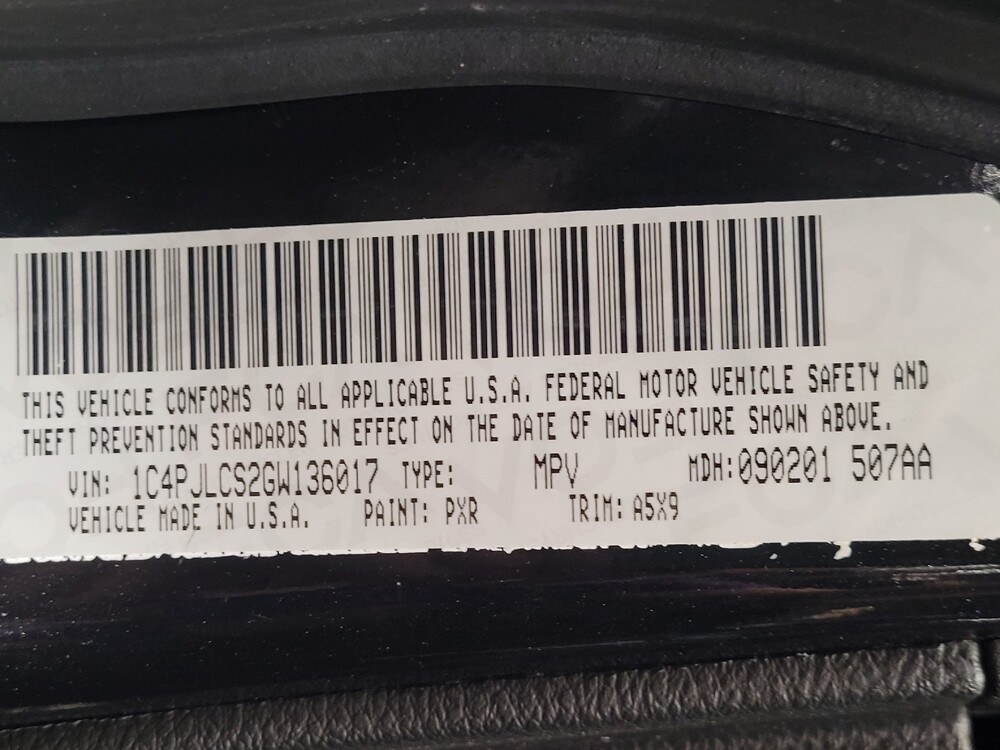 THIS VEHICLE CONFORMS TO ALL APPLICABLE U.S.A. FEDERAL MOTOR VEHICLE SAFETY AND
THEFT PREVENTION STANDARDS IN EFFECT ON THE DATE OF MANUFACTURE SHOWN ABOVE.
VIN: 1C4PJLCS2GW136017 TYPE: MPV MDH:090201 507AA
VEHICLE MADE IN U.S.A. PAINT: PXR TRIM: A5X9